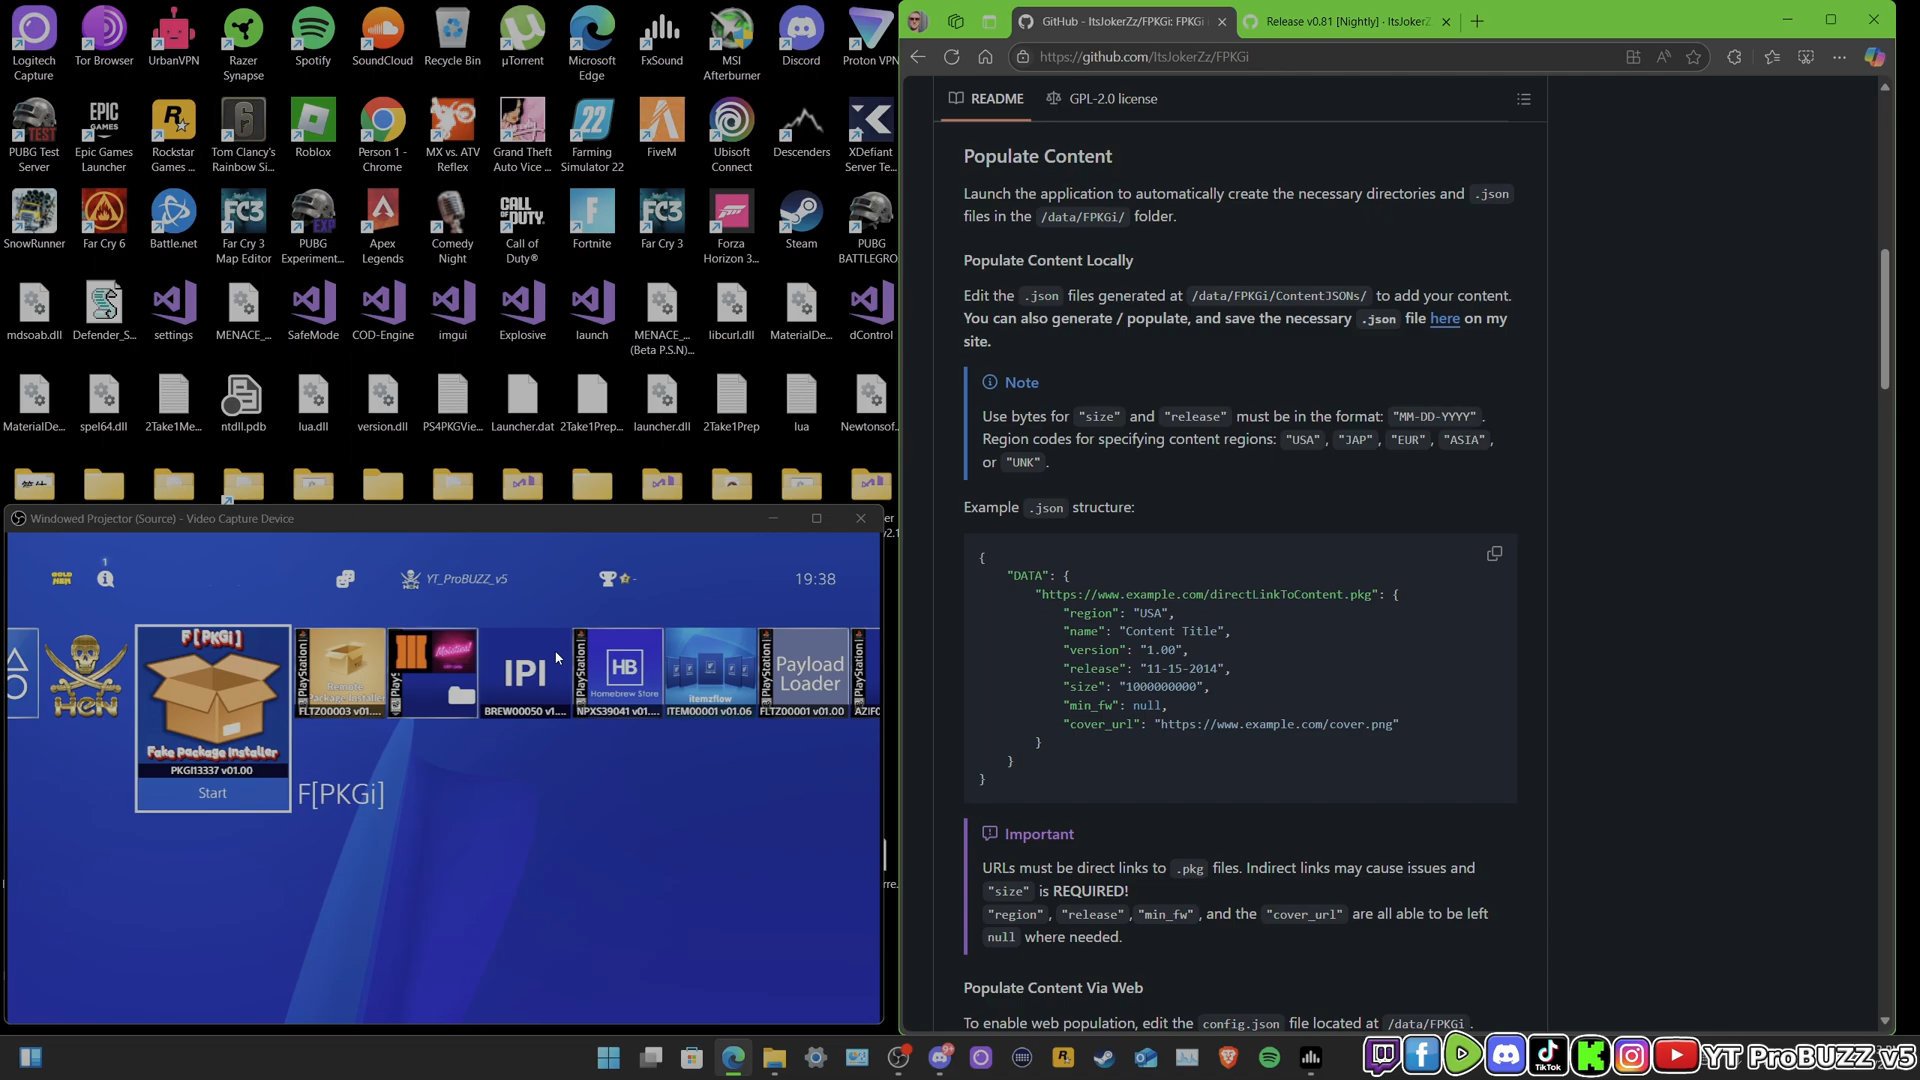 Logitech Capture
Tor Browser
UrbanVPN
Razer Synapse
Spotify
SoundCloud
Recycle Bin
µTorrent
Microsoft Edge
FxSound
MSI Afterburner
Discord
Proton VPN
PUBG Test Server
Epic Games Launcher
Rockstar Games ...
Tom Clancy's Rainbow Si...
Roblox
Person 1 - Chrome
MX vs. ATV Reflex
Grand Theft Auto Vice ...
Farming Simulator 22
FiveM
Ubisoft Connect
Descenders
XDefiant Server Te...
SnowRunner
Far Cry 6
Battle.net
Far Cry 3 Map Editor
PUBG Experiment...
Apex Legends
Comedy Night
Call of Duty®
Fortnite
Far Cry 3
Forza Horizon 3...
Steam
PUBG BATTLEGRO...
mdsoab.dll
Defender_S...
settings
MENACE_...
SafeMode
COD-Engine
imgui
Explosive
launch
MENACE_... (Beta P.S.N)...
libcurl.dll
MaterialDe...
dControl
MaterialDe...
spel64.dll
2Take1Me...
ntdll.pdb
lua.dll
version.dll
PS4PKGVie...
Launcher.dat
2Take1Prep...
launcher.dll
2Take1Prep
lua
Newtonsof...
Windowed Projector (Source) - Video Capture Device
GOLD HEN
1
YT_ProBUZZ_v5
19:38
HEN
F[PKGi]
Fake Package Installer
PKGI13337 v01.00
Start
F[PKGi]
Remote Package Installer
FLTZ00003 v01....
IPI
BREW00050 v1....
HB
Homebrew Store
NPXS39041 v01....
itemzflow
ITEM00001 v01.06
Payload Loader
FLTZ00001 v01.00
GitHub - ItsJokerZz/FPKGi: FPKGi
Release v0.81 [Nightly] · ItsJokerZ
https://github.com/ItsJokerZz/FPKGi
README
GPL-2.0 license
Populate Content
Launch the application to automatically create the necessary directories and .json
files in the /data/FPKGi/ folder.
Populate Content Locally
Edit the .json files generated at /data/FPKGi/ContentJSONs/ to add your content.
You can also generate / populate, and save the necessary .json file here on my
site.
Note
Use bytes for "size" and "release" must be in the format: "MM-DD-YYYY".
Region codes for specifying content regions: "USA", "JAP", "EUR", "ASIA",
or "UNK".
Example .json structure:
{
"DATA": {
"https://www.example.com/directLinkToContent.pkg": {
"region": "USA",
"name": "Content Title",
"version": "1.00",
"release": "11-15-2014",
"size": "1000000000",
"min_fw": null,
"cover_url": "https://www.example.com/cover.png"
}
}
}
Important
URLs must be direct links to .pkg files. Indirect links may cause issues and
"size" is REQUIRED!
"region", "release", "min_fw", and the "cover_url" are all able to be left
null where needed.
Populate Content Via Web
To enable web population, edit the config.json file located at /data/FPKGi.
YT ProBUZZ v5